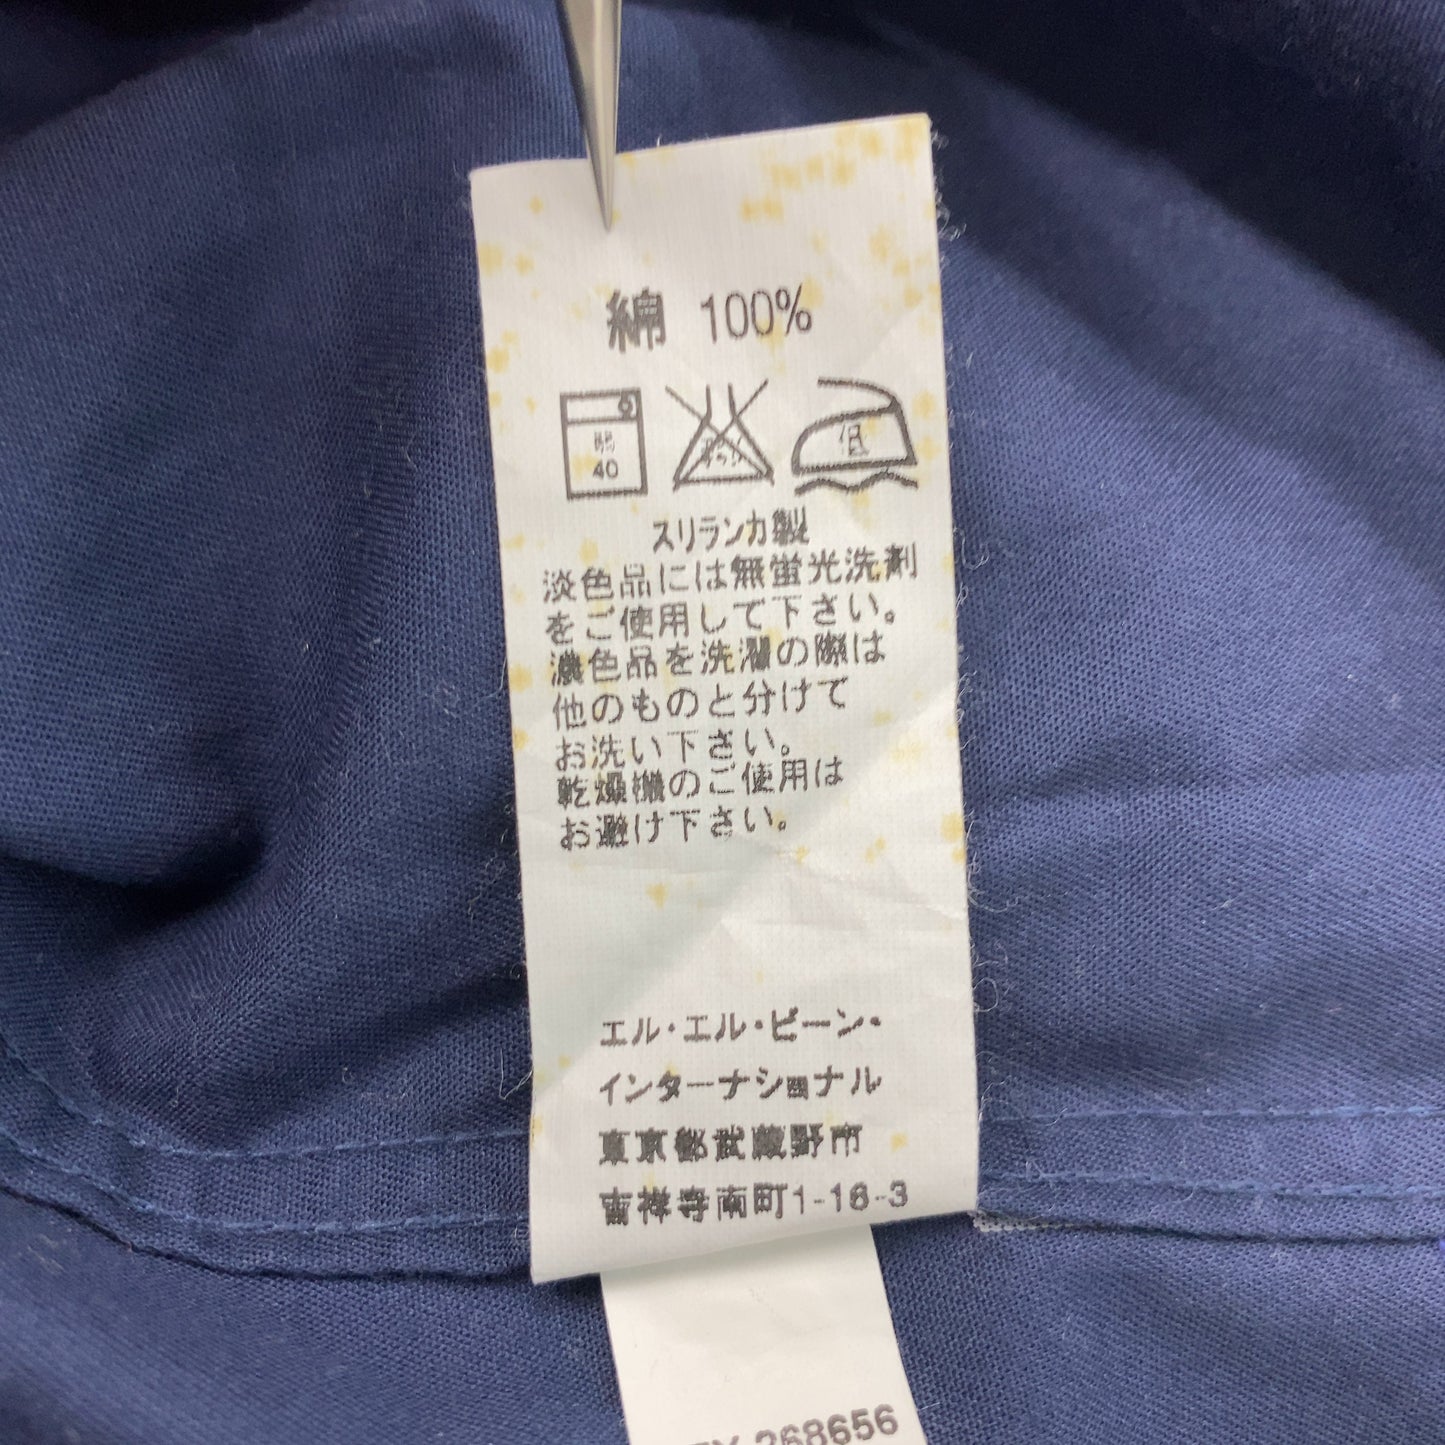 綿 100%
40
低
スリランカ製
淡色品には無蛍光洗剤
をご使用して下さい。
濃色品を洗濯の際は
他のものと分けて
お洗い下さい。
乾燥機のご使用は
お避け下さい。
エル・エル・ビーン・
インターナショナル
東京都武蔵野市
吉祥寺南町1-16-3
268656